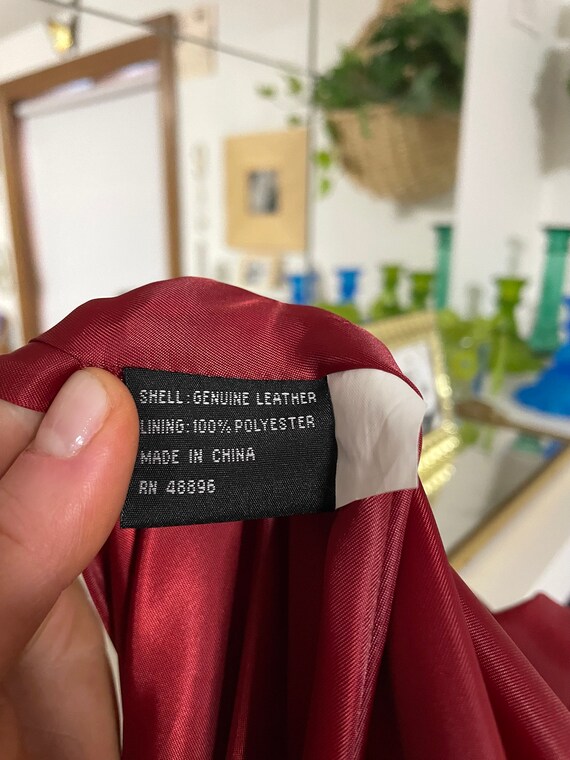 SHELL: GENUINE LEATHER
LINING: 100% POLYESTER
MADE IN CHINA
RN 48896